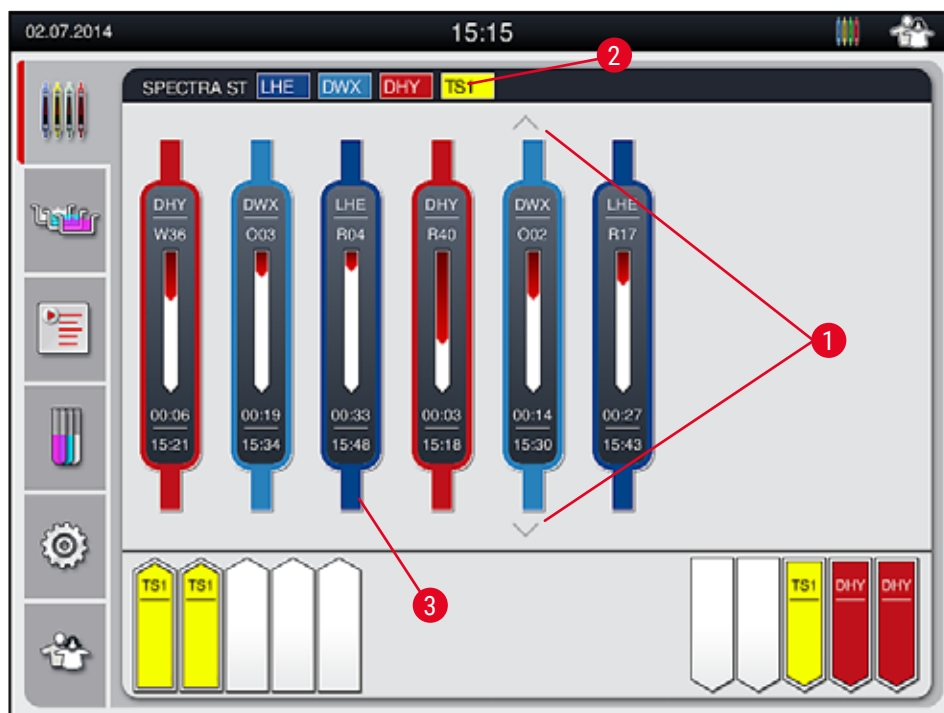 02.07.2014 15:15
2
SPECTRA ST LHE DWX DHY TS1
DHY DWX LHE DHY DWX LHE
W36 O03 R04 R40 O02 R17
1
00:06 00:19 00:33 00:03 00:14 00:27
15:21 15:34 15:48 15:18 15:30 15:43
TS1 TS1 TS1 DHY DHY
3